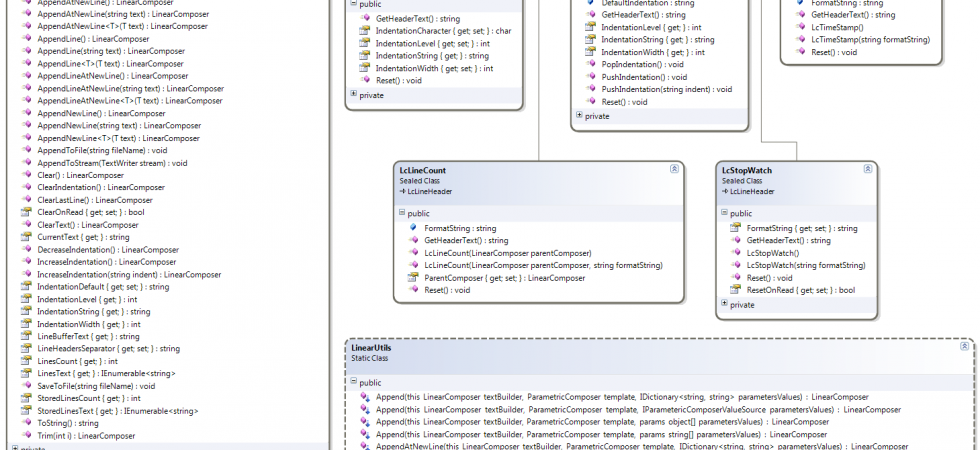 AppendAtNewLine() : LinearComposer
AppendAtNewLine(string text) : LinearComposer
AppendAtNewLine<T>(T text) : LinearComposer
AppendLine() : LinearComposer
AppendLine(string text) : LinearComposer
AppendLine<T>(T text) : LinearComposer
AppendLineAtNewLine() : LinearComposer
AppendLineAtNewLine(string text) : LinearComposer
AppendLineAtNewLine<T>(T text) : LinearComposer
AppendNewLine() : LinearComposer
AppendNewLine(string text) : LinearComposer
AppendNewLine<T>(T text) : LinearComposer
AppendToFile(string fileName) : void
AppendToStream(TextWriter stream) : void
Clear() : LinearComposer
ClearIndentation() : LinearComposer
ClearLastLine() : LinearComposer
ClearOnRead { get; set; } : bool
ClearText() : LinearComposer
CurrentText { get; } : string
DecreaseIndentation() : LinearComposer
IncreaseIndentation() : LinearComposer
IncreaseIndentation(string indent) : LinearComposer
IndentationDefault { get; set; } : string
IndentationLevel { get; } : int
IndentationString { get; } : string
IndentationWidth { get; } : int
LineBufferText { get; } : string
LineHeadersSeparator { get; set; } : string
LinesCount { get; } : int
LinesText { get; } : IEnumerable<string>
SaveToFile(string fileName) : void
StoredLinesCount { get; } : int
StoredLinesText { get; } : IEnumerable<string>
ToString() : string
Trim(int i) : LinearComposer
private
public
GetHeaderText() : string
IndentationCharacter { get; set; } : char
IndentationLevel { get; set; } : int
IndentationString { get; } : string
IndentationWidth { get; set; } : int
Reset() : void
private
DefaultIndentation : string
GetHeaderText() : string
IndentationLevel { get; } : int
IndentationString { get; } : string
IndentationWidth { get; } : int
PopIndentation() : void
PushIndentation() : void
PushIndentation(string indent) : void
Reset() : void
private
FormatString : string
GetHeaderText() : string
LcTimeStamp()
LcTimeStamp(string formatString)
Reset() : void
LcLineCount
Sealed Class
LcLineHeader
public
FormatString : string
GetHeaderText() : string
LcLineCount(LinearComposer parentComposer)
LcLineCount(LinearComposer parentComposer, string formatString)
ParentComposer { get; set; } : LinearComposer
Reset() : void
LcStopWatch
Sealed Class
LcLineHeader
public
FormatString { get; set; } : string
GetHeaderText() : string
LcStopWatch()
LcStopWatch(string formatString)
Reset() : void
ResetOnRead { get; set; } : bool
private
LinearUtils
Static Class
public
Append(this LinearComposer textBuilder, ParametricComposer template, IDictionary<string, string> parametersValues) : LinearComposer
Append(this LinearComposer textBuilder, ParametricComposer template, IParametericComposerValueSource parametersValues) : LinearComposer
Append(this LinearComposer textBuilder, ParametricComposer template, params object[] parametersValues) : LinearComposer
Append(this LinearComposer textBuilder, ParametricComposer template, params string[] parametersValues) : LinearComposer
AppendAtNewLine(this LinearComposer textBuilder, ParametricComposer template, IDictionary<string, string> parametersValues) : LinearComposer